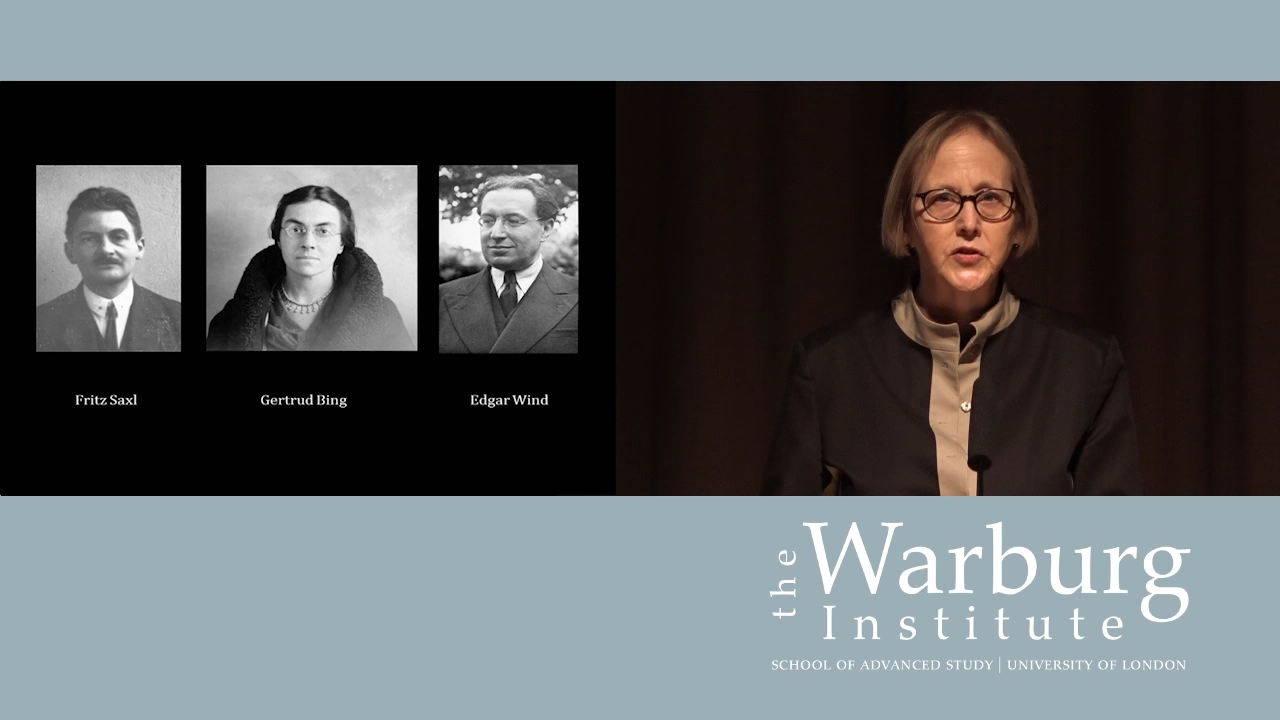 Fritz Saxl
Gertrud Bing
Edgar Wind
the Warburg
Institute
SCHOOL OF ADVANCED STUDY | UNIVERSITY OF LONDON